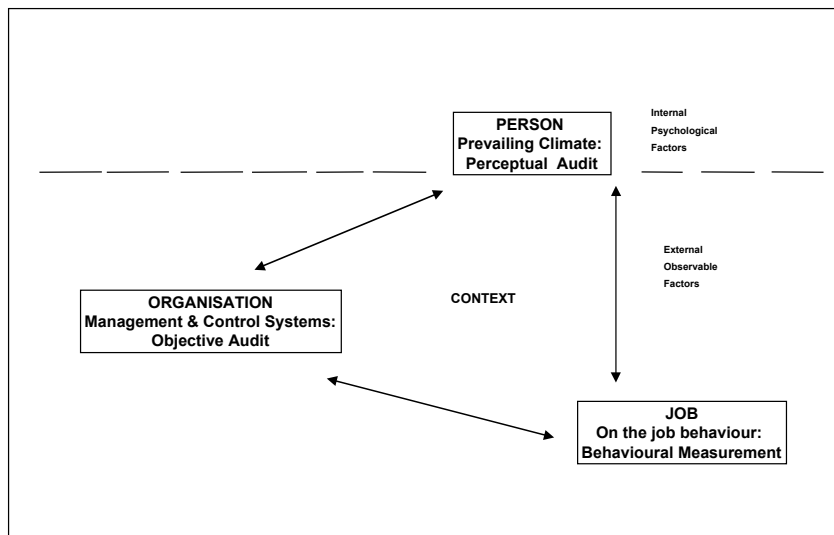 PERSON
Prevailing Climate:
Perceptual Audit
Internal
Psychological
Factors
External
Observable
Factors
CONTEXT
ORGANISATION
Management & Control Systems:
Objective Audit
JOB
On the job behaviour:
Behavioural Measurement